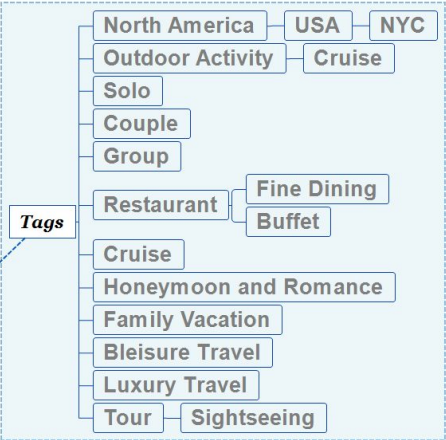 North America USA NYC
Outdoor Activity Cruise
Solo
Couple
Group
Fine Dining
Restaurant
Buffet
Tags
Cruise
Honeymoon and Romance
Family Vacation
Bleisure Travel
Luxury Travel
Tour Sightseeing